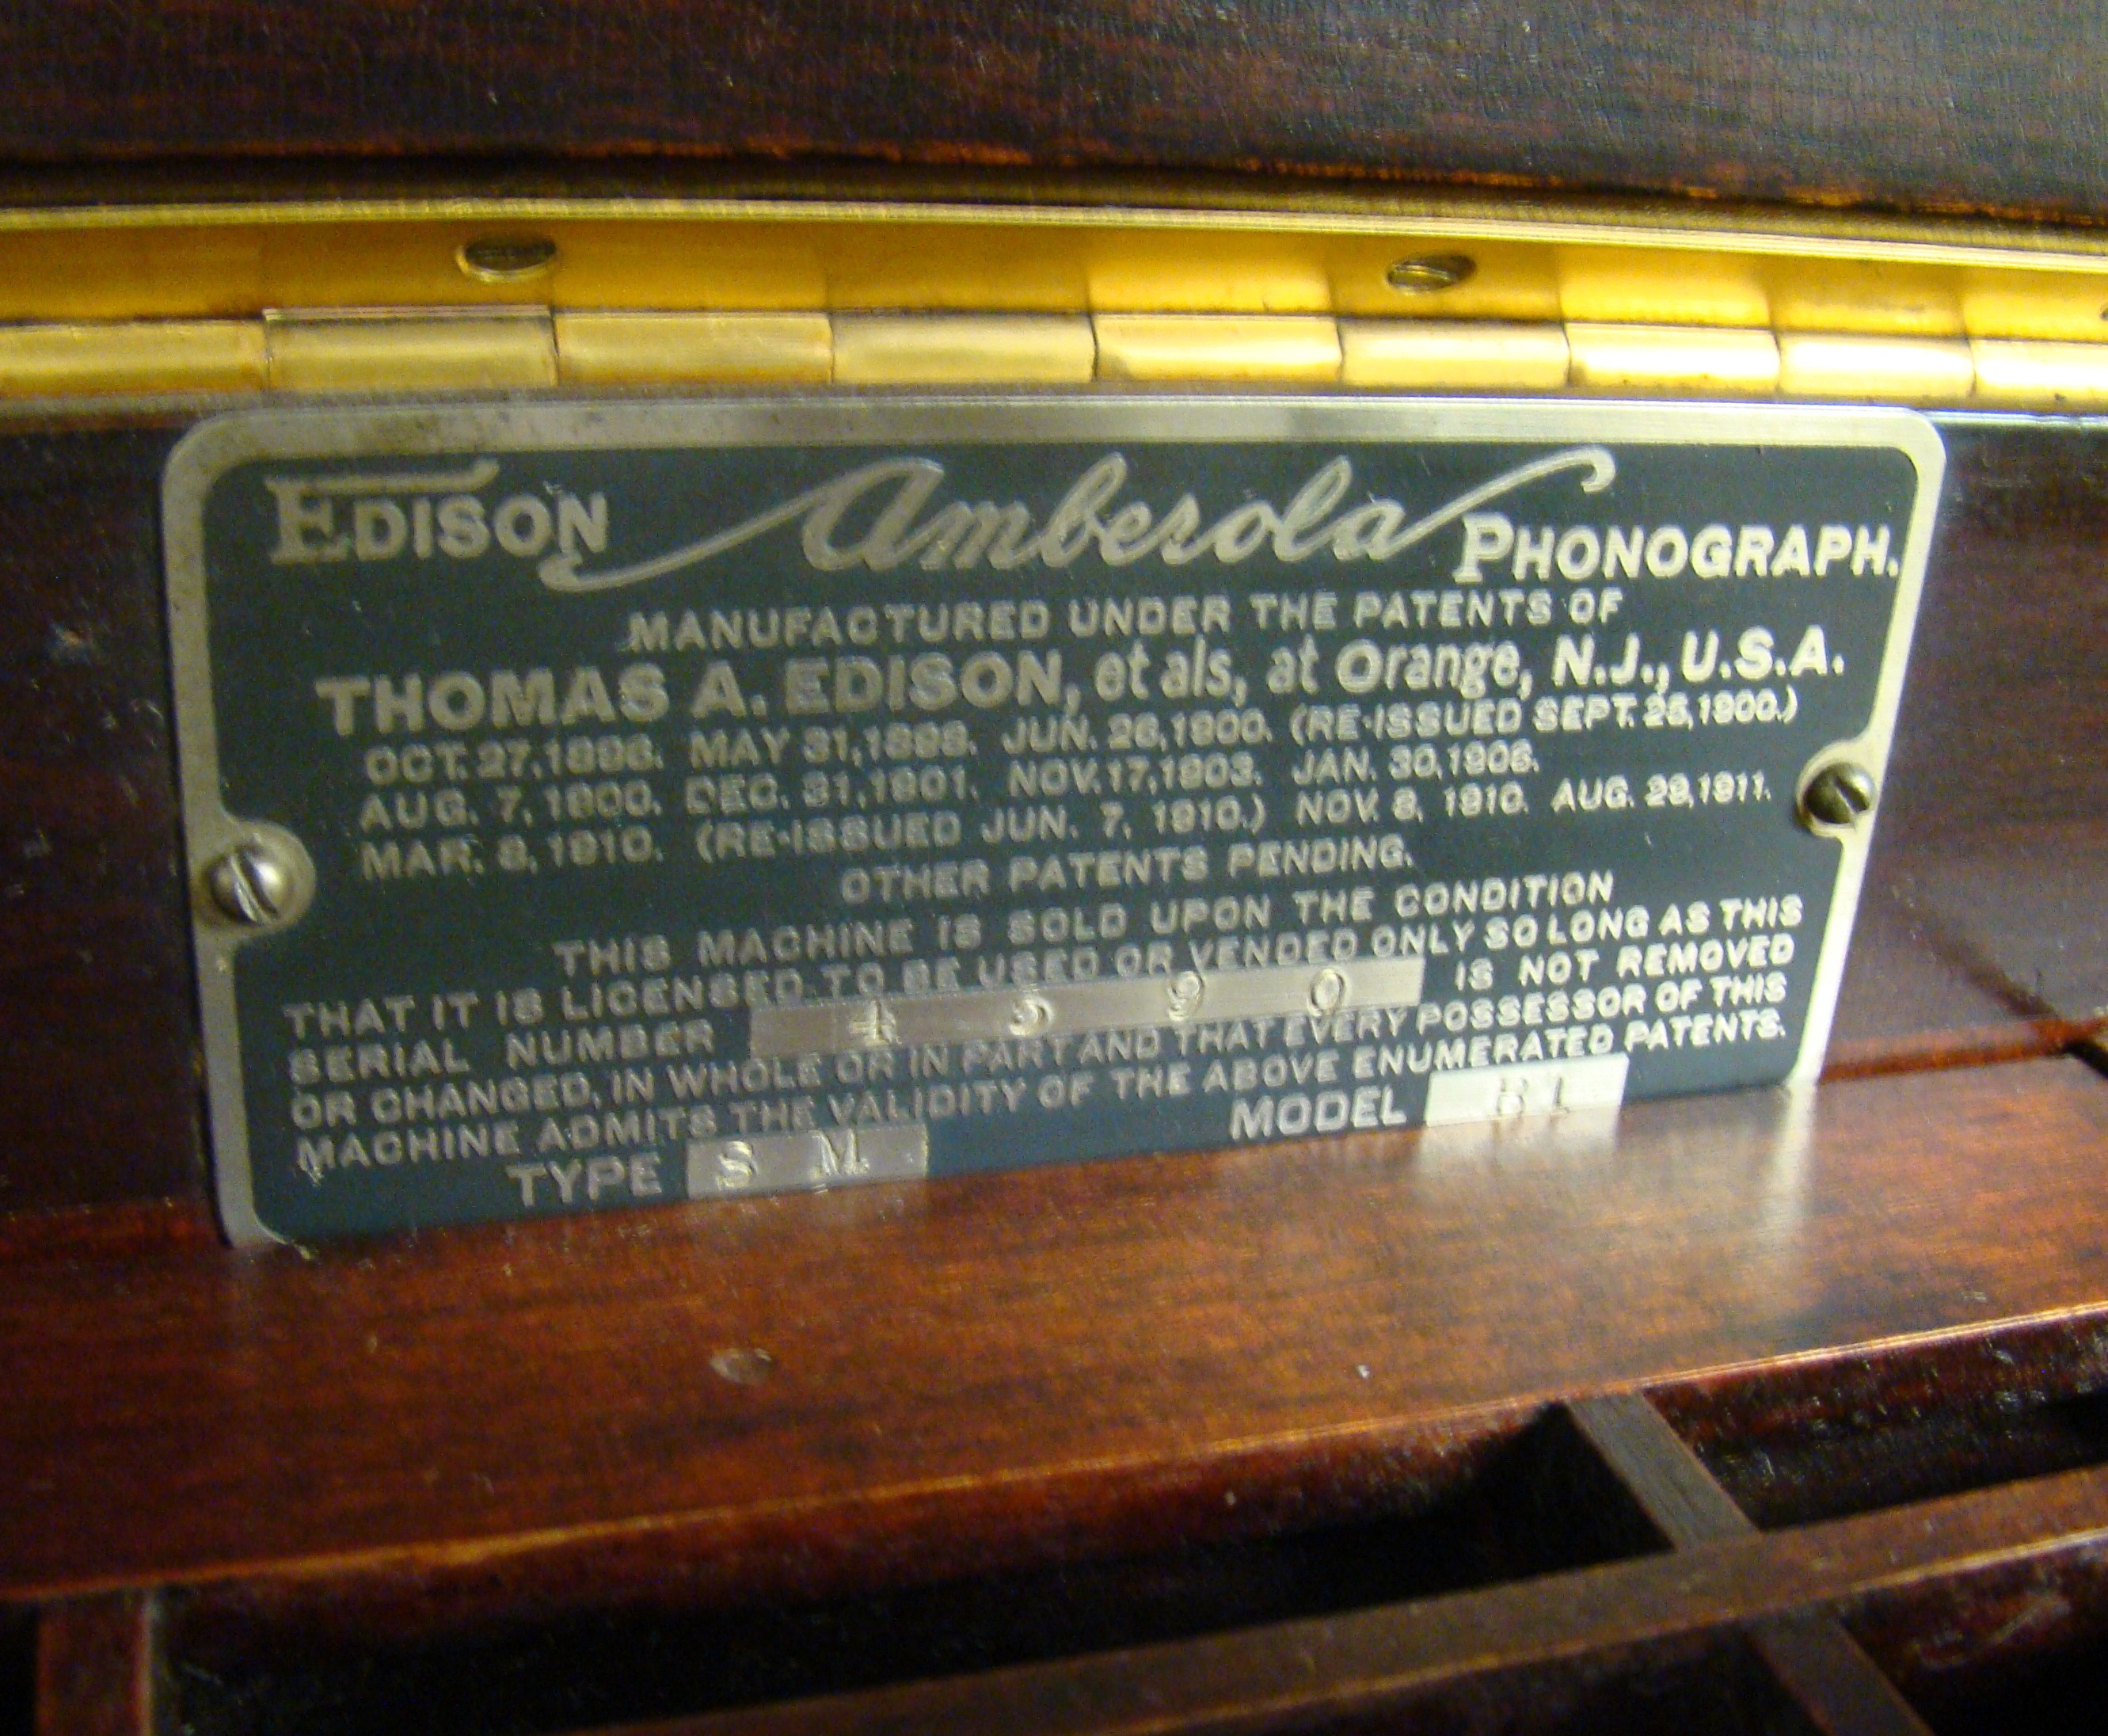 EDISON Amberola PHONOGRAPH.
MANUFACTURED UNDER THE PATENTS OF
THOMAS A. EDISON, et als, at Orange, N.J., U.S.A.
OCT. 27, 1896. MAY 31, 1898. JUN. 26, 1900. (RE-ISSUED SEPT. 25, 1900.)
AUG. 7, 1900. DEC. 31, 1901. NOV. 17, 1903. JAN. 30, 1906.
MAR. 8, 1910. (RE-ISSUED JUN. 7, 1910.) NOV. 8, 1910. AUG. 29, 1911.
OTHER PATENTS PENDING.
THIS MACHINE IS SOLD UPON THE CONDITION
THAT IT IS LICENSED TO BE USED OR VENDED ONLY SO LONG AS THIS
SERIAL NUMBER IS NOT REMOVED
OR CHANGED, IN WHOLE OR IN PART AND THAT EVERY POSSESSOR OF THIS
MACHINE ADMITS THE VALIDITY OF THE ABOVE ENUMERATED PATENTS.
TYPE S M MODEL